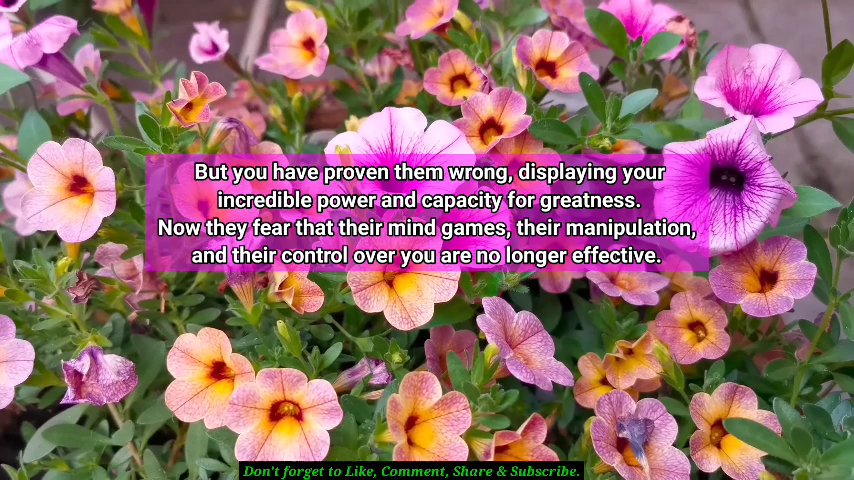 But you have proven them wrong, displaying your
incredible power and capacity for greatness.
Now they fear that their mind games, their manipulation,
and their control over you are no longer effective.
Don't forget to Like, Comment, Share & Subscribe.